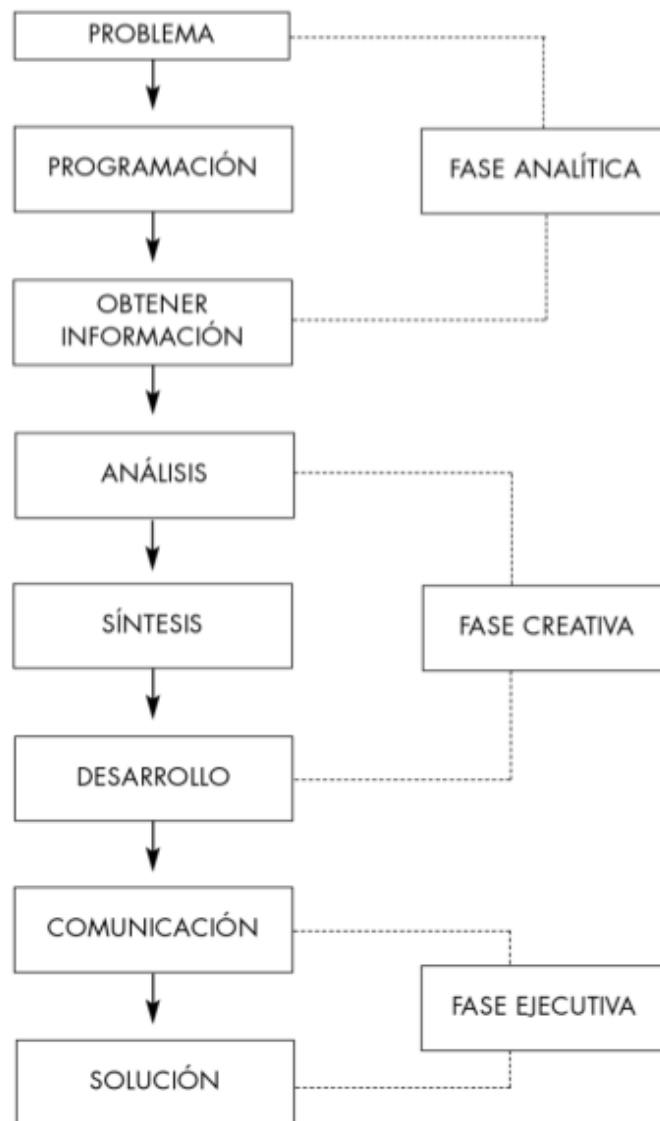 PROBLEMA
PROGRAMACIÓN
FASE ANALÍTICA
OBTENER
INFORMACIÓN
ANÁLISIS
SÍNTESIS
FASE CREATIVA
DESARROLLO
COMUNICACIÓN
FASE EJECUTIVA
SOLUCIÓN